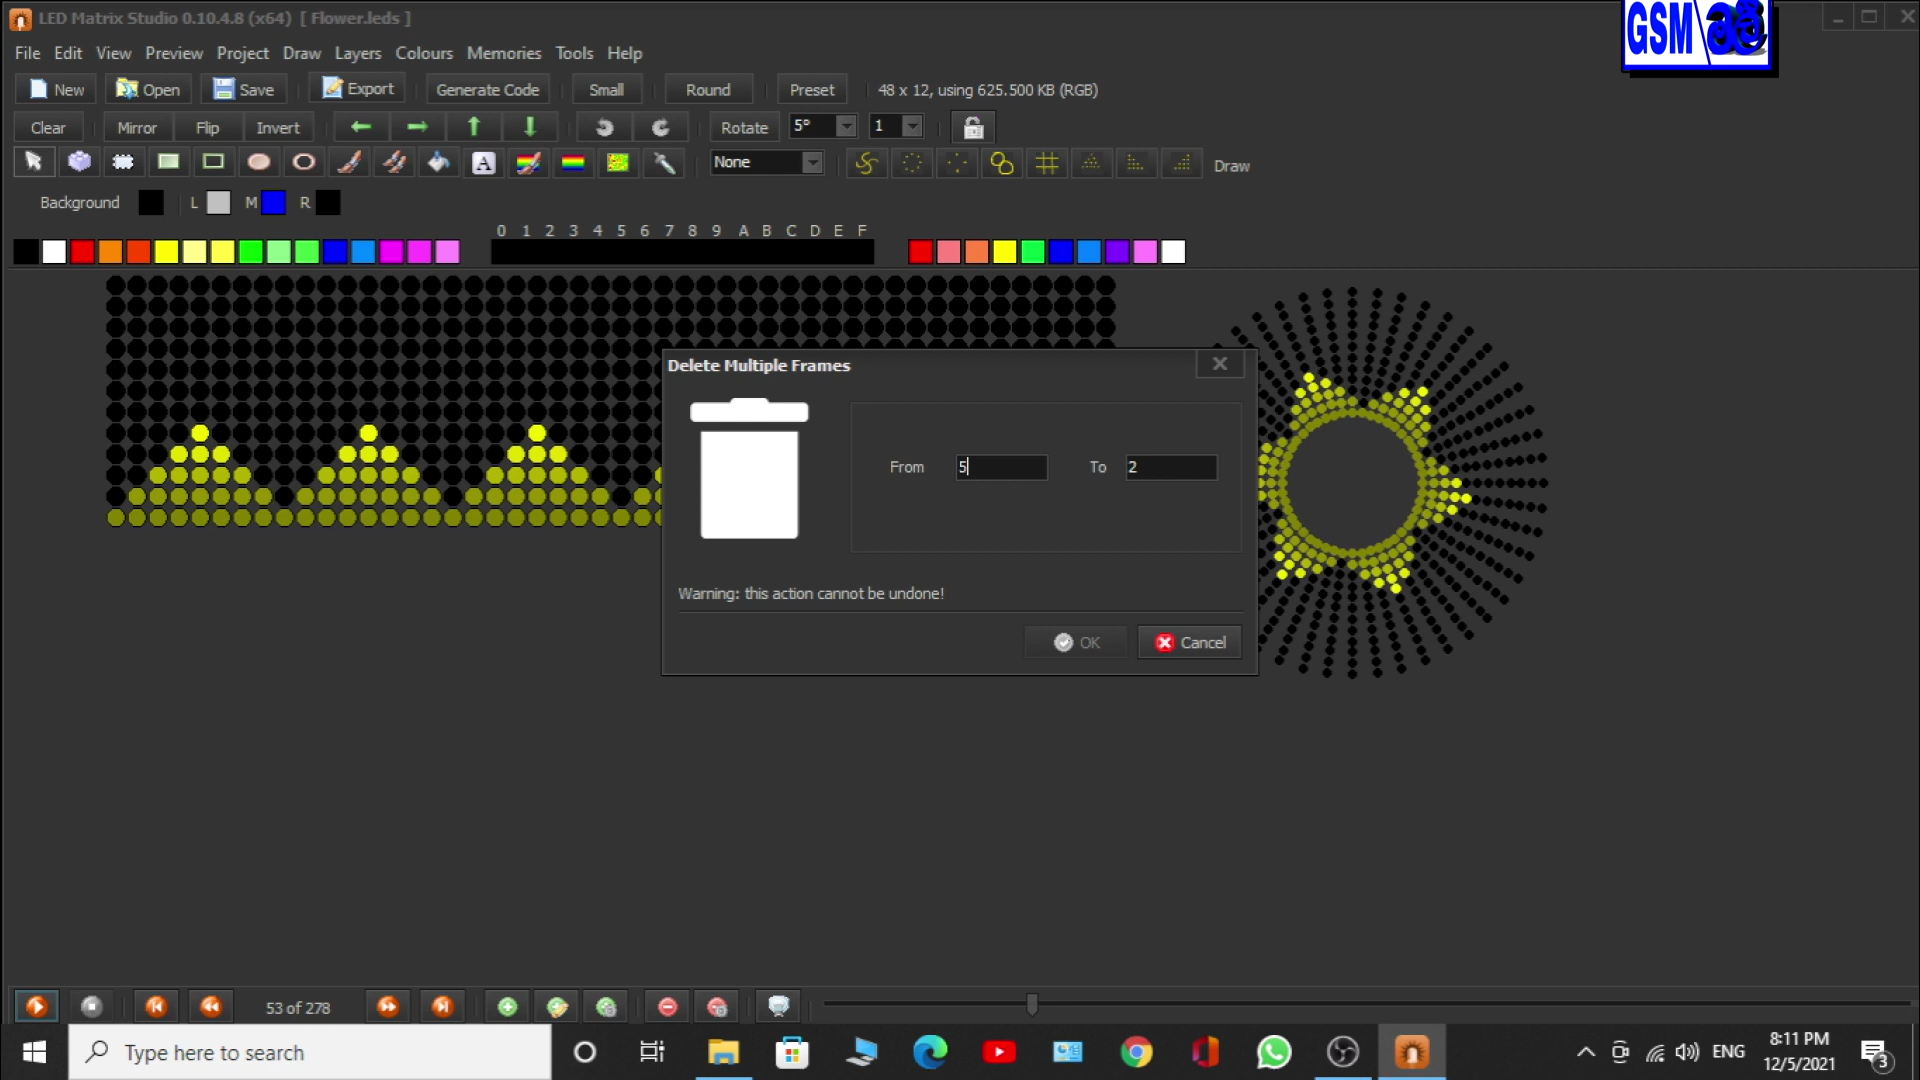 LED Matrix Studio 0.10.4.8 (x64) [ Flower.leds ]
GSM
File Edit View Preview Project Draw Layers Colours Memories Tools Help
New Open Save Export Generate Code Small Round Preset 48 x 12, using 625.500 KB (RGB)
Clear Mirror Flip Invert Rotate 5° 1
A None Draw
Background L M R
0 1 2 3 4 5 6 7 8 9 A B C D E F
Delete Multiple Frames
From 5 To 2
Warning: this action cannot be undone!
OK Cancel
53 of 278
Type here to search
ENG
8:11 PM
12/5/2021
3